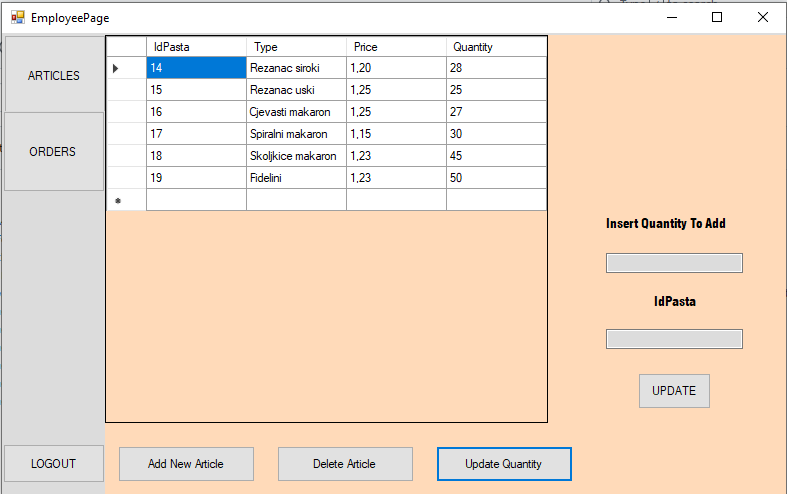 EmployeePage
ARTICLES
ORDERS
LOGOUT
IdPasta Type Price Quantity
14 Rezanac siroki 1,20 28
15 Rezanac uski 1,25 25
16 Cjevasti makaron 1,25 27
17 Spiralni makaron 1,15 30
18 Skoljkice makaron 1,23 45
19 Fidelini 1,23 50
Insert Quantity To Add
IdPasta
UPDATE
Add New Article Delete Article Update Quantity